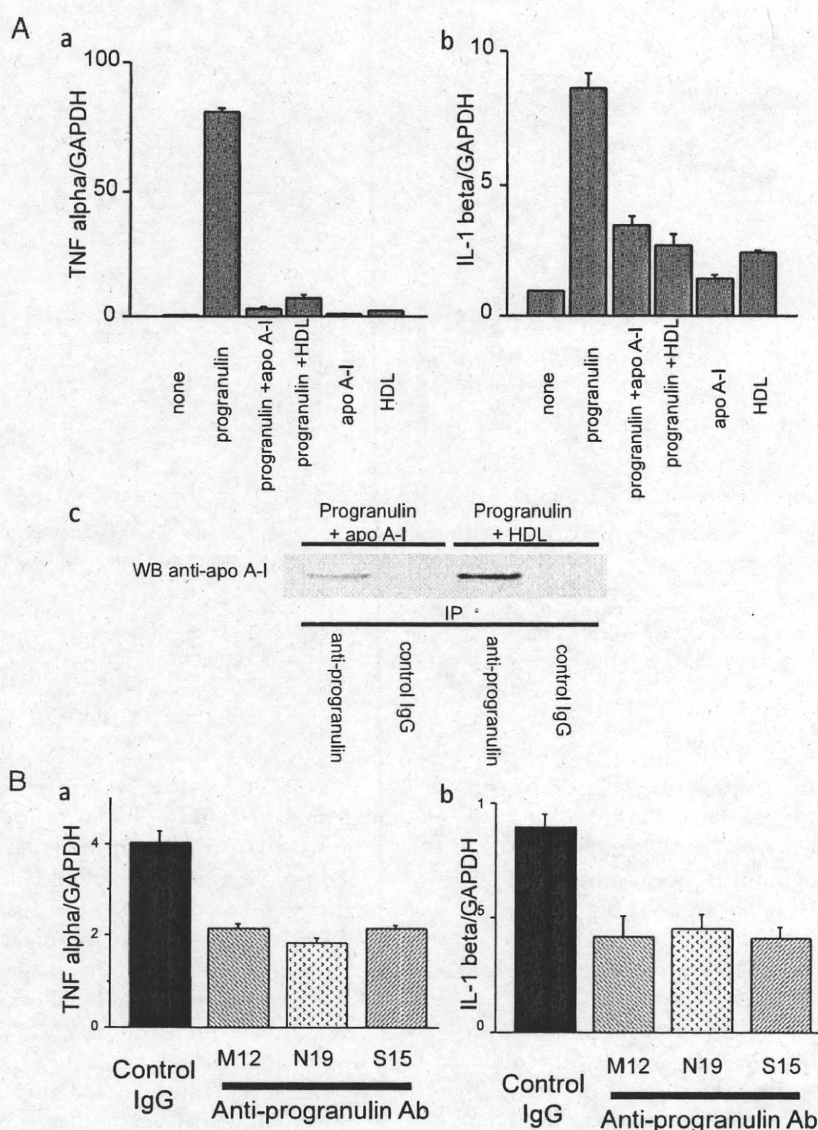 A
a
100
50
0
TNF alpha/GAPDH
none
progranulin
progranulin +apo A-I
progranulin +HDL
apo A-I
HDL
b
10
5
0
IL-1 beta/GAPDH
none
progranulin
progranulin +apo A-I
progranulin +HDL
apo A-I
HDL
c
Progranulin
+ apo A-I
Progranulin
+ HDL
WB anti-apo A-I
IP
anti-progranulin
control IgG
anti-progranulin
control IgG
B
a
4
2
0
TNF alpha/GAPDH
Control
IgG
M12 N19 S15
Anti-progranulin Ab
b
1
5
0
IL-1 beta/GAPDH
Control
IgG
M12 N19 S15
Anti-progranulin Ab